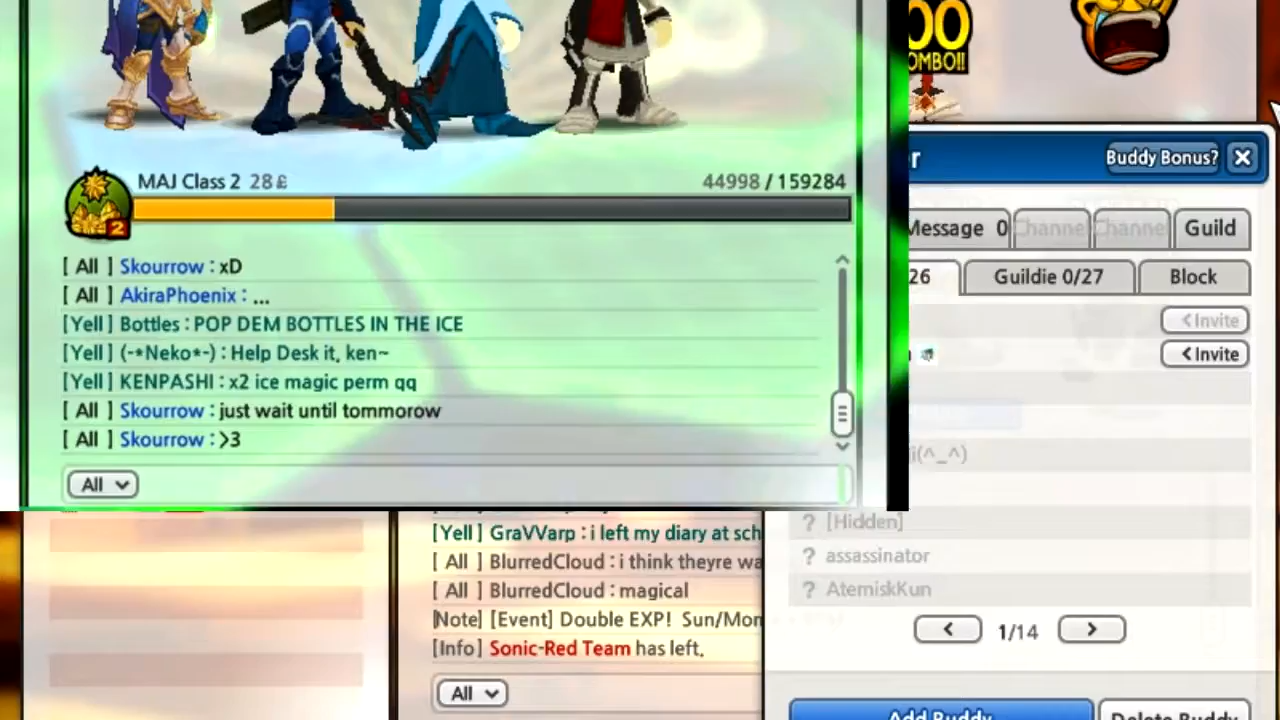 00
OMBO!!
r
Buddy Bonus?
MAJ Class 2 28
44998 / 159284
2
Message 0
Channel
Channel
Guild
26
Guildie 0/27
Block
[ All ] Skourrow : xD
[ All ] AkiraPhoenix : ...
[Yell] Bottles : POP DEM BOTTLES IN THE ICE
[Yell] (-*Neko*-) : Help Desk it, ken~
[Yell] KENPASHI : x2 ice magic perm qq
[ All ] Skourrow : just wait until tommorow
[ All ] Skourrow : >3
All
<Invite
<Invite
i(^_^)
? [Hidden]
? assassinator
? AtemiskKun
< 1/14 >
Add Buddy
Delete Buddy
[Yell] GraVVarp : i left my diary at sch
[ All ] BlurredCloud : i think theyre wa
[ All ] BlurredCloud : magical
[Note] [Event] Double EXP! Sun/Mon
[Info] Sonic-Red Team has left.
All